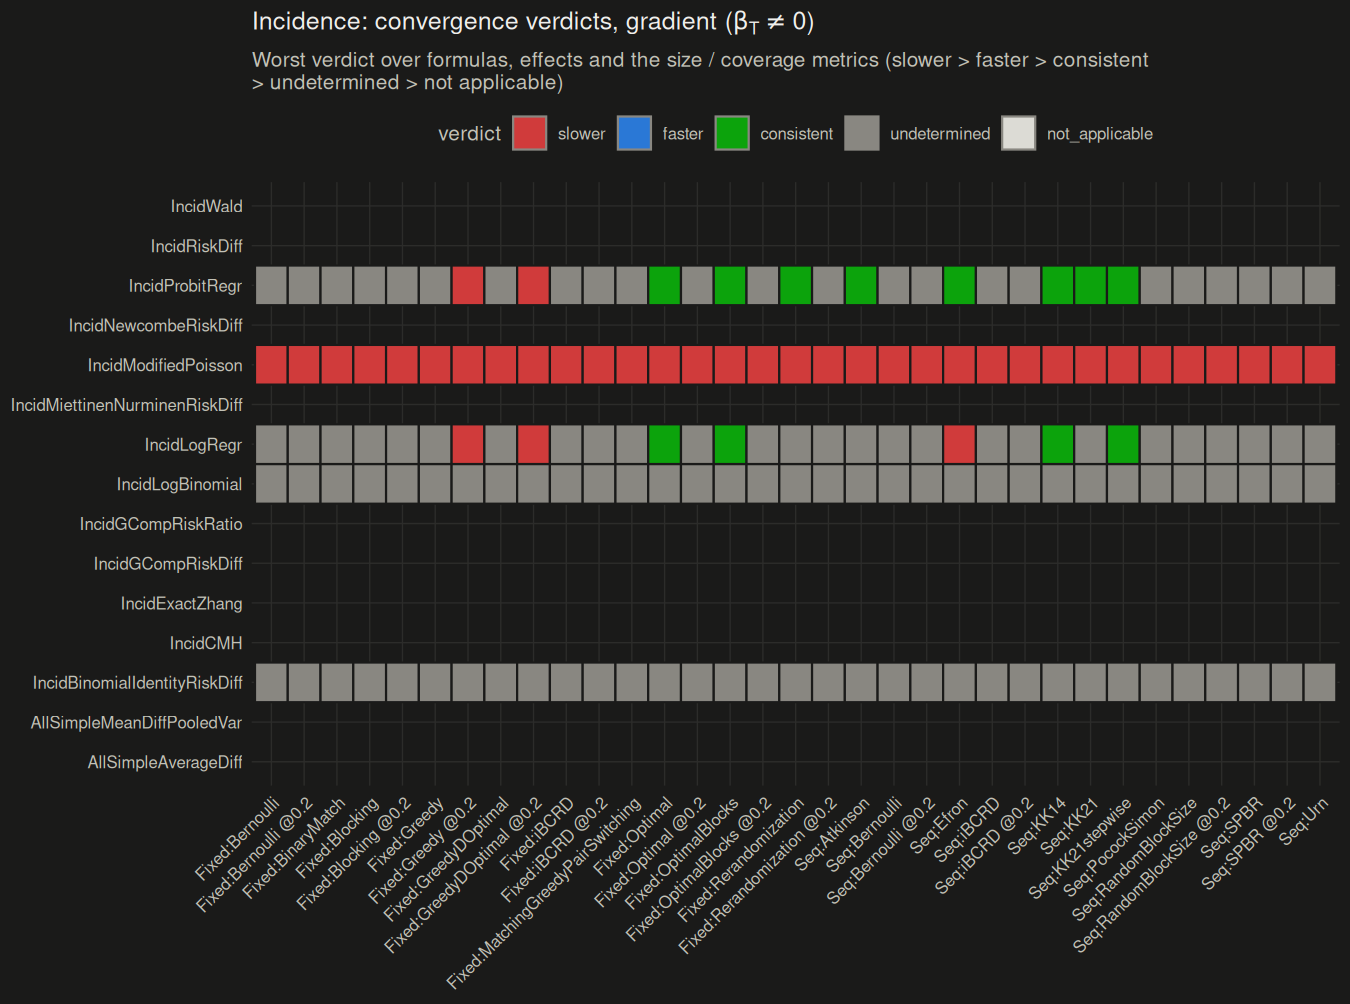 Incidence: convergence verdicts, gradient (βT ≠ 0)
Worst verdict over formulas, effects and the size / coverage metrics (slower > faster > consistent
> undetermined > not applicable)
verdict slower faster consistent undetermined not_applicable
IncidWald
IncidRiskDiff
IncidProbitRegr
IncidNewcombeRiskDiff
IncidModifiedPoisson
IncidMiettinenNurminenRiskDiff
IncidLogRegr
IncidLogBinomial
IncidGCompRiskRatio
IncidGCompRiskDiff
IncidExactZhang
IncidCMH
IncidBinomialIdentityRiskDiff
AllSimpleMeanDiffPooledVar
AllSimpleAverageDiff
Fixed:Bernoulli
Fixed:Bernoulli @0.2
Fixed:BinaryMatch
Fixed:Blocking
Fixed:Blocking @0.2
Fixed:Greedy
Fixed:Greedy @0.2
Fixed:GreedyDOptimal
Fixed:GreedyDOptimal @0.2
Fixed:iBCRD
Fixed:iBCRD @0.2
Fixed:MatchingGreedyPairSwitching
Fixed:Optimal
Fixed:Optimal @0.2
Fixed:OptimalBlocks
Fixed:OptimalBlocks @0.2
Fixed:Rerandomization
Fixed:Rerandomization @0.2
Seq:Atkinson
Seq:Bernoulli
Seq:Bernoulli @0.2
Seq:Efron
Seq:iBCRD
Seq:iBCRD @0.2
Seq:KK14
Seq:KK21
Seq:KK21stepwise
Seq:PocockSimon
Seq:RandomBlockSize
Seq:RandomBlockSize @0.2
Seq:SPBR
Seq:SPBR @0.2
Seq:Urn